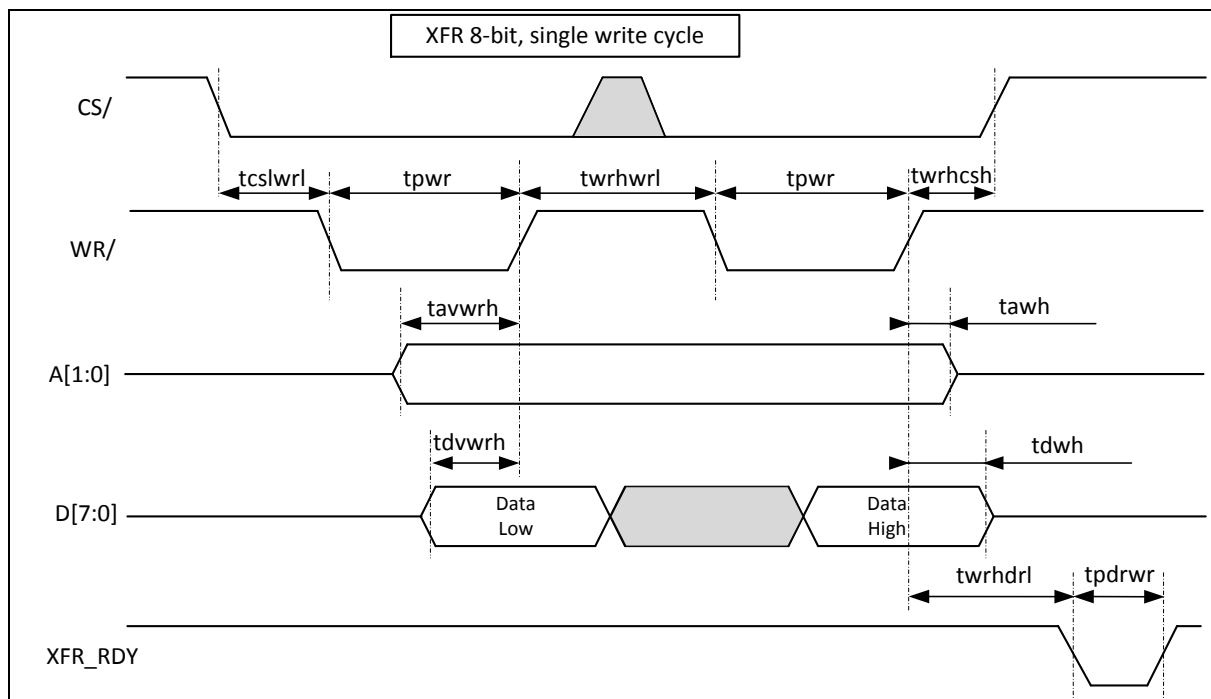 XFR 8-bit, single write cycle
CS/
tcslwrl tpwr twrhwrl tpwr twrhcsh
WR/
tavwrh tawh
A[1:0]
tdvwrh tdwh
D[7:0]
Data
Low
Data
High
twrhdrl tpdrwr
XFR_RDY